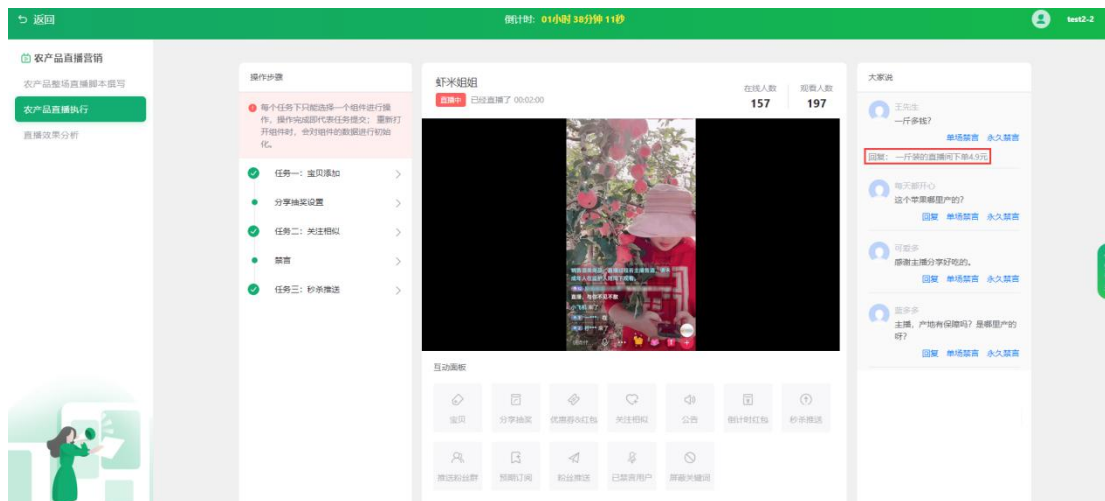 返回
倒计时: 01小时 38分钟 11秒
test2-2
农产品直播营销
农产品整场直播脚本撰写
农产品直播执行
直播效果分析
操作步骤
每个任务下只能选择一个组件进行操
作，操作完成即代表任务提交；重新打
开组件时，会对组件的数据进行初始
化。
任务一：宝贝添加
分享抽奖设置
任务二：关注相似
禁言
任务三：秒杀推送
虾米姐姐
直播中 已经直播了 00:02:00
在线人数
157
观看人数
197
互动面板
宝贝
分享抽奖
优惠券&红包
关注相似
公告
倒计时红包
秒杀推送
推送粉丝群
预期订阅
粉丝推送
已禁言用户
屏蔽关键词
大家说
王先生
一斤多钱?
单场禁言 永久禁言
回复： 一斤装的直播间下单4.9元
每天都开心
这个苹果哪里产的?
回复 单场禁言 永久禁言
可爱多
感谢主播分享好吃的。
回复 单场禁言 永久禁言
壹多多
主播，产地有保障吗? 是哪里产的
呀?
回复 单场禁言 永久禁言